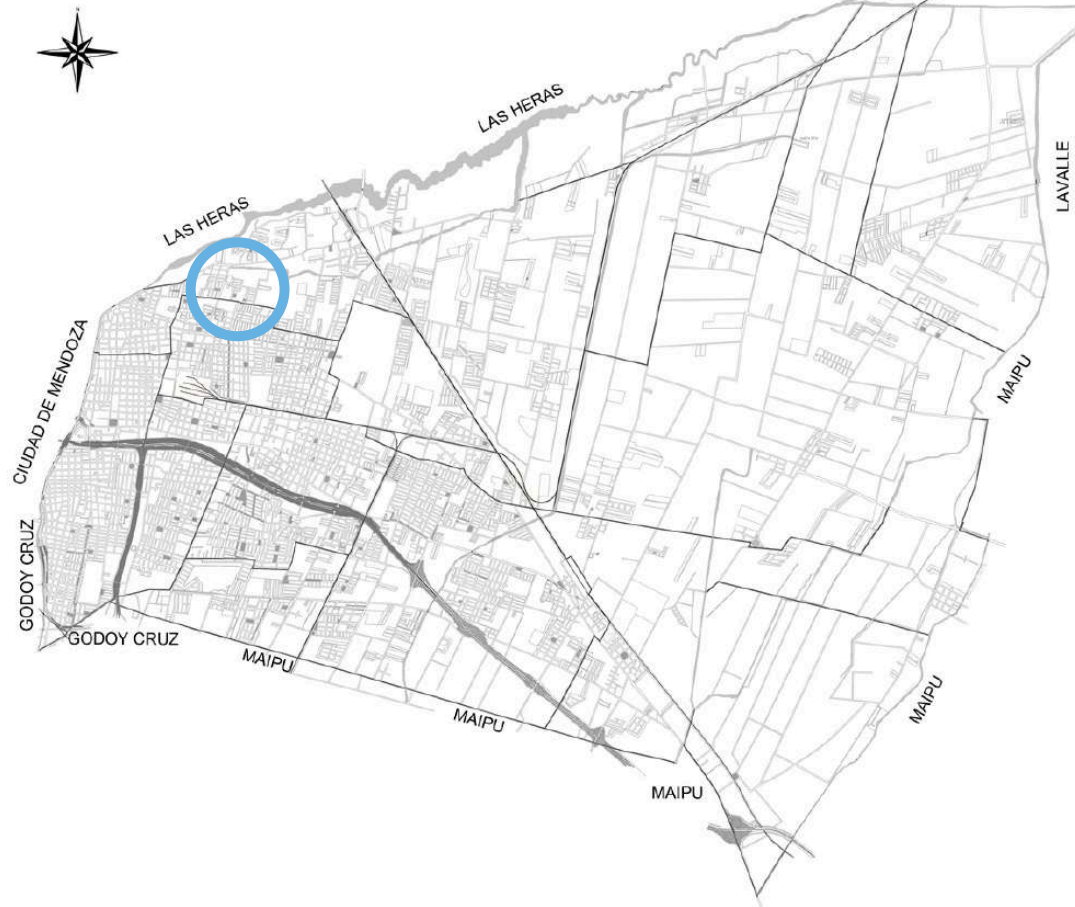 N
LAS HERAS
LAS HERAS
LAVALLE
CIUDAD DE MENDOZA
MAIPU
GODOY CRUZ
GODOY CRUZ
MAIPU
MAIPU
MAIPU
MAIPU